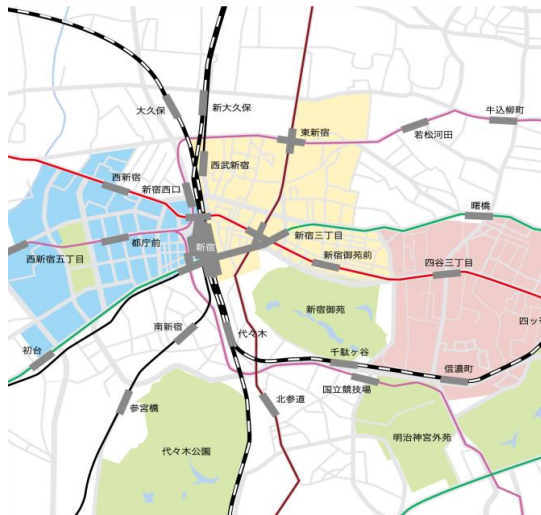 大久保
新大久保
牛込柳町
東新宿
若松河田
西武新宿
西新宿
新宿西口
曙橋
新宿三丁目
都庁前
新宿
西新宿五丁目
新宿御苑前
四谷三丁目
新宿御苑
四ッ谷
南新宿
代々木
初台
千駄ヶ谷
信濃町
国立競技場
参宮橋
北参道
明治神宮外苑
代々木公園